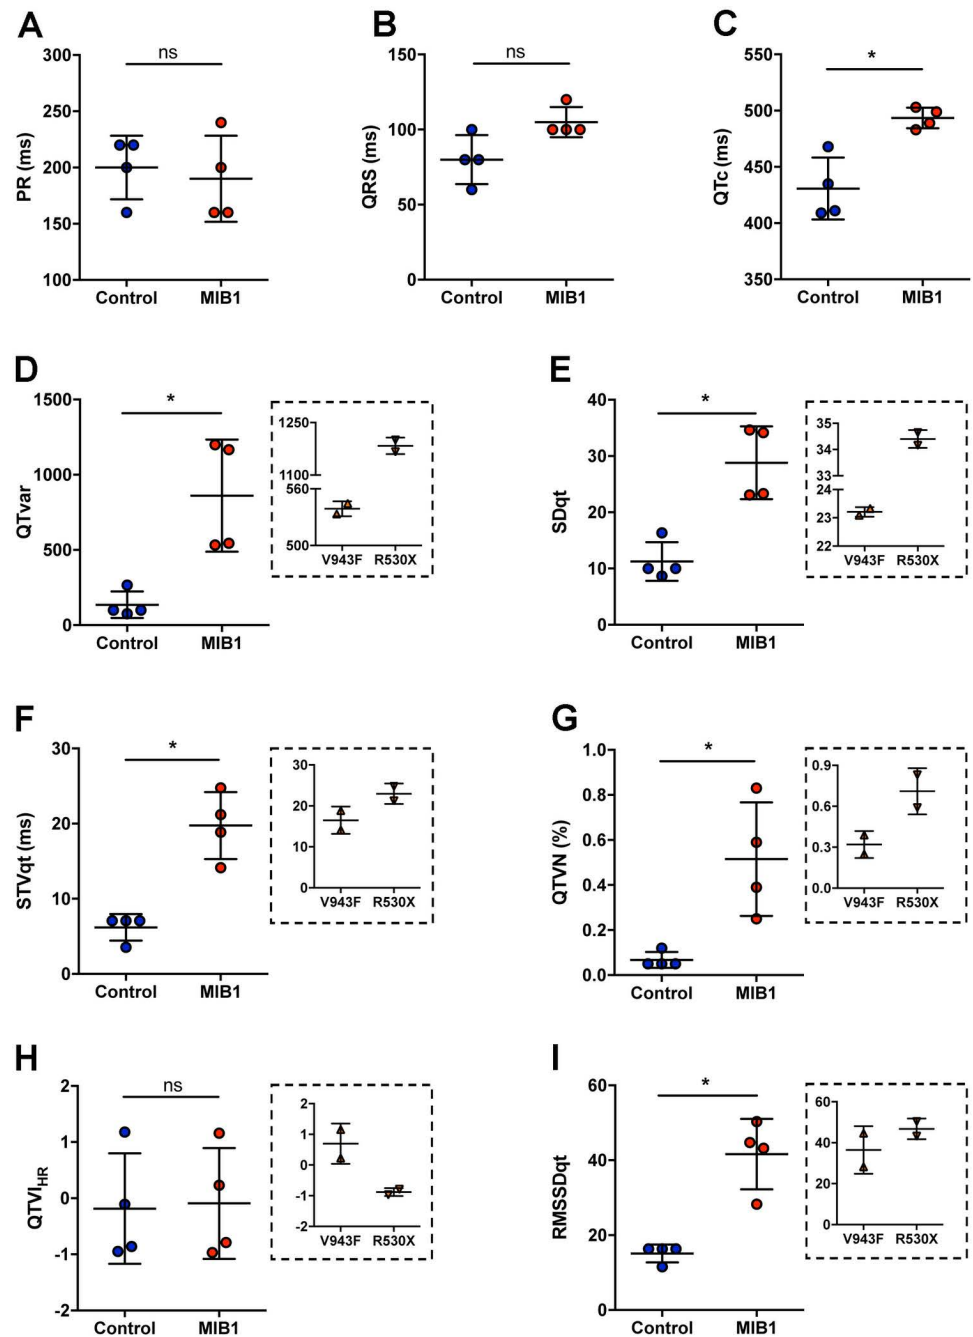 A
PR (ms)
300
250
200
150
100
ns
Control MIB1
B
QRS (ms)
150
100
50
0
ns
Control MIB1
C
QTc (ms)
550
500
450
400
350
*
Control MIB1
D
QTvar
1500
1000
500
0
*
Control MIB1
1250
1100
560
500
V943F R530X
E
SDqt
40
30
20
10
0
*
Control MIB1
35
34
33
24
23
22
V943F R530X
F
STVqt (ms)
30
20
10
0
*
Control MIB1
30
20
10
0
V943F R530X
G
QTVN (%)
1.0
0.8
0.6
0.4
0.2
0.0
*
Control MIB1
0.9
0.6
0.3
0.0
V943F R530X
H
QTVI_HR
2
1
0
-1
-2
ns
Control MIB1
2
1
0
-1
-2
V943F R530X
I
RMSSDqt
60
40
20
0
*
Control MIB1
60
40
20
0
V943F R530X